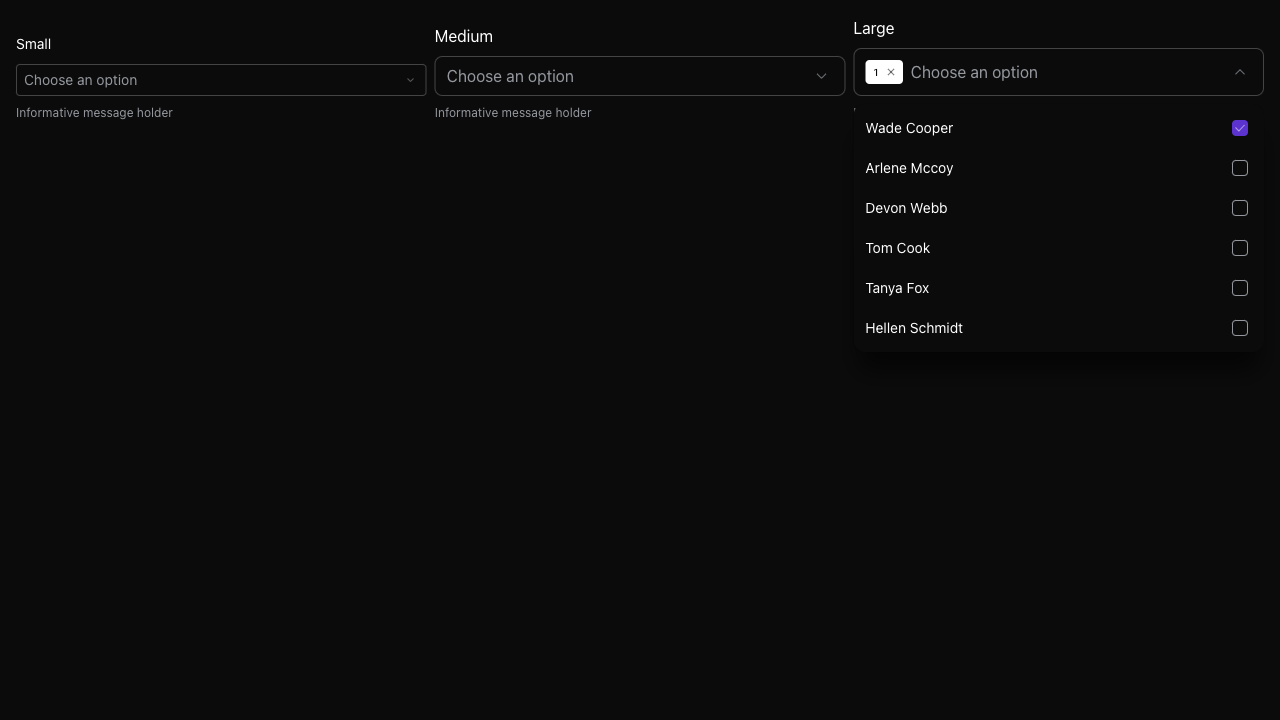 Small
Choose an option
Informative message holder
Medium
Choose an option
Informative message holder
Large
1 Choose an option
Wade Cooper
Arlene Mccoy
Devon Webb
Tom Cook
Tanya Fox
Hellen Schmidt